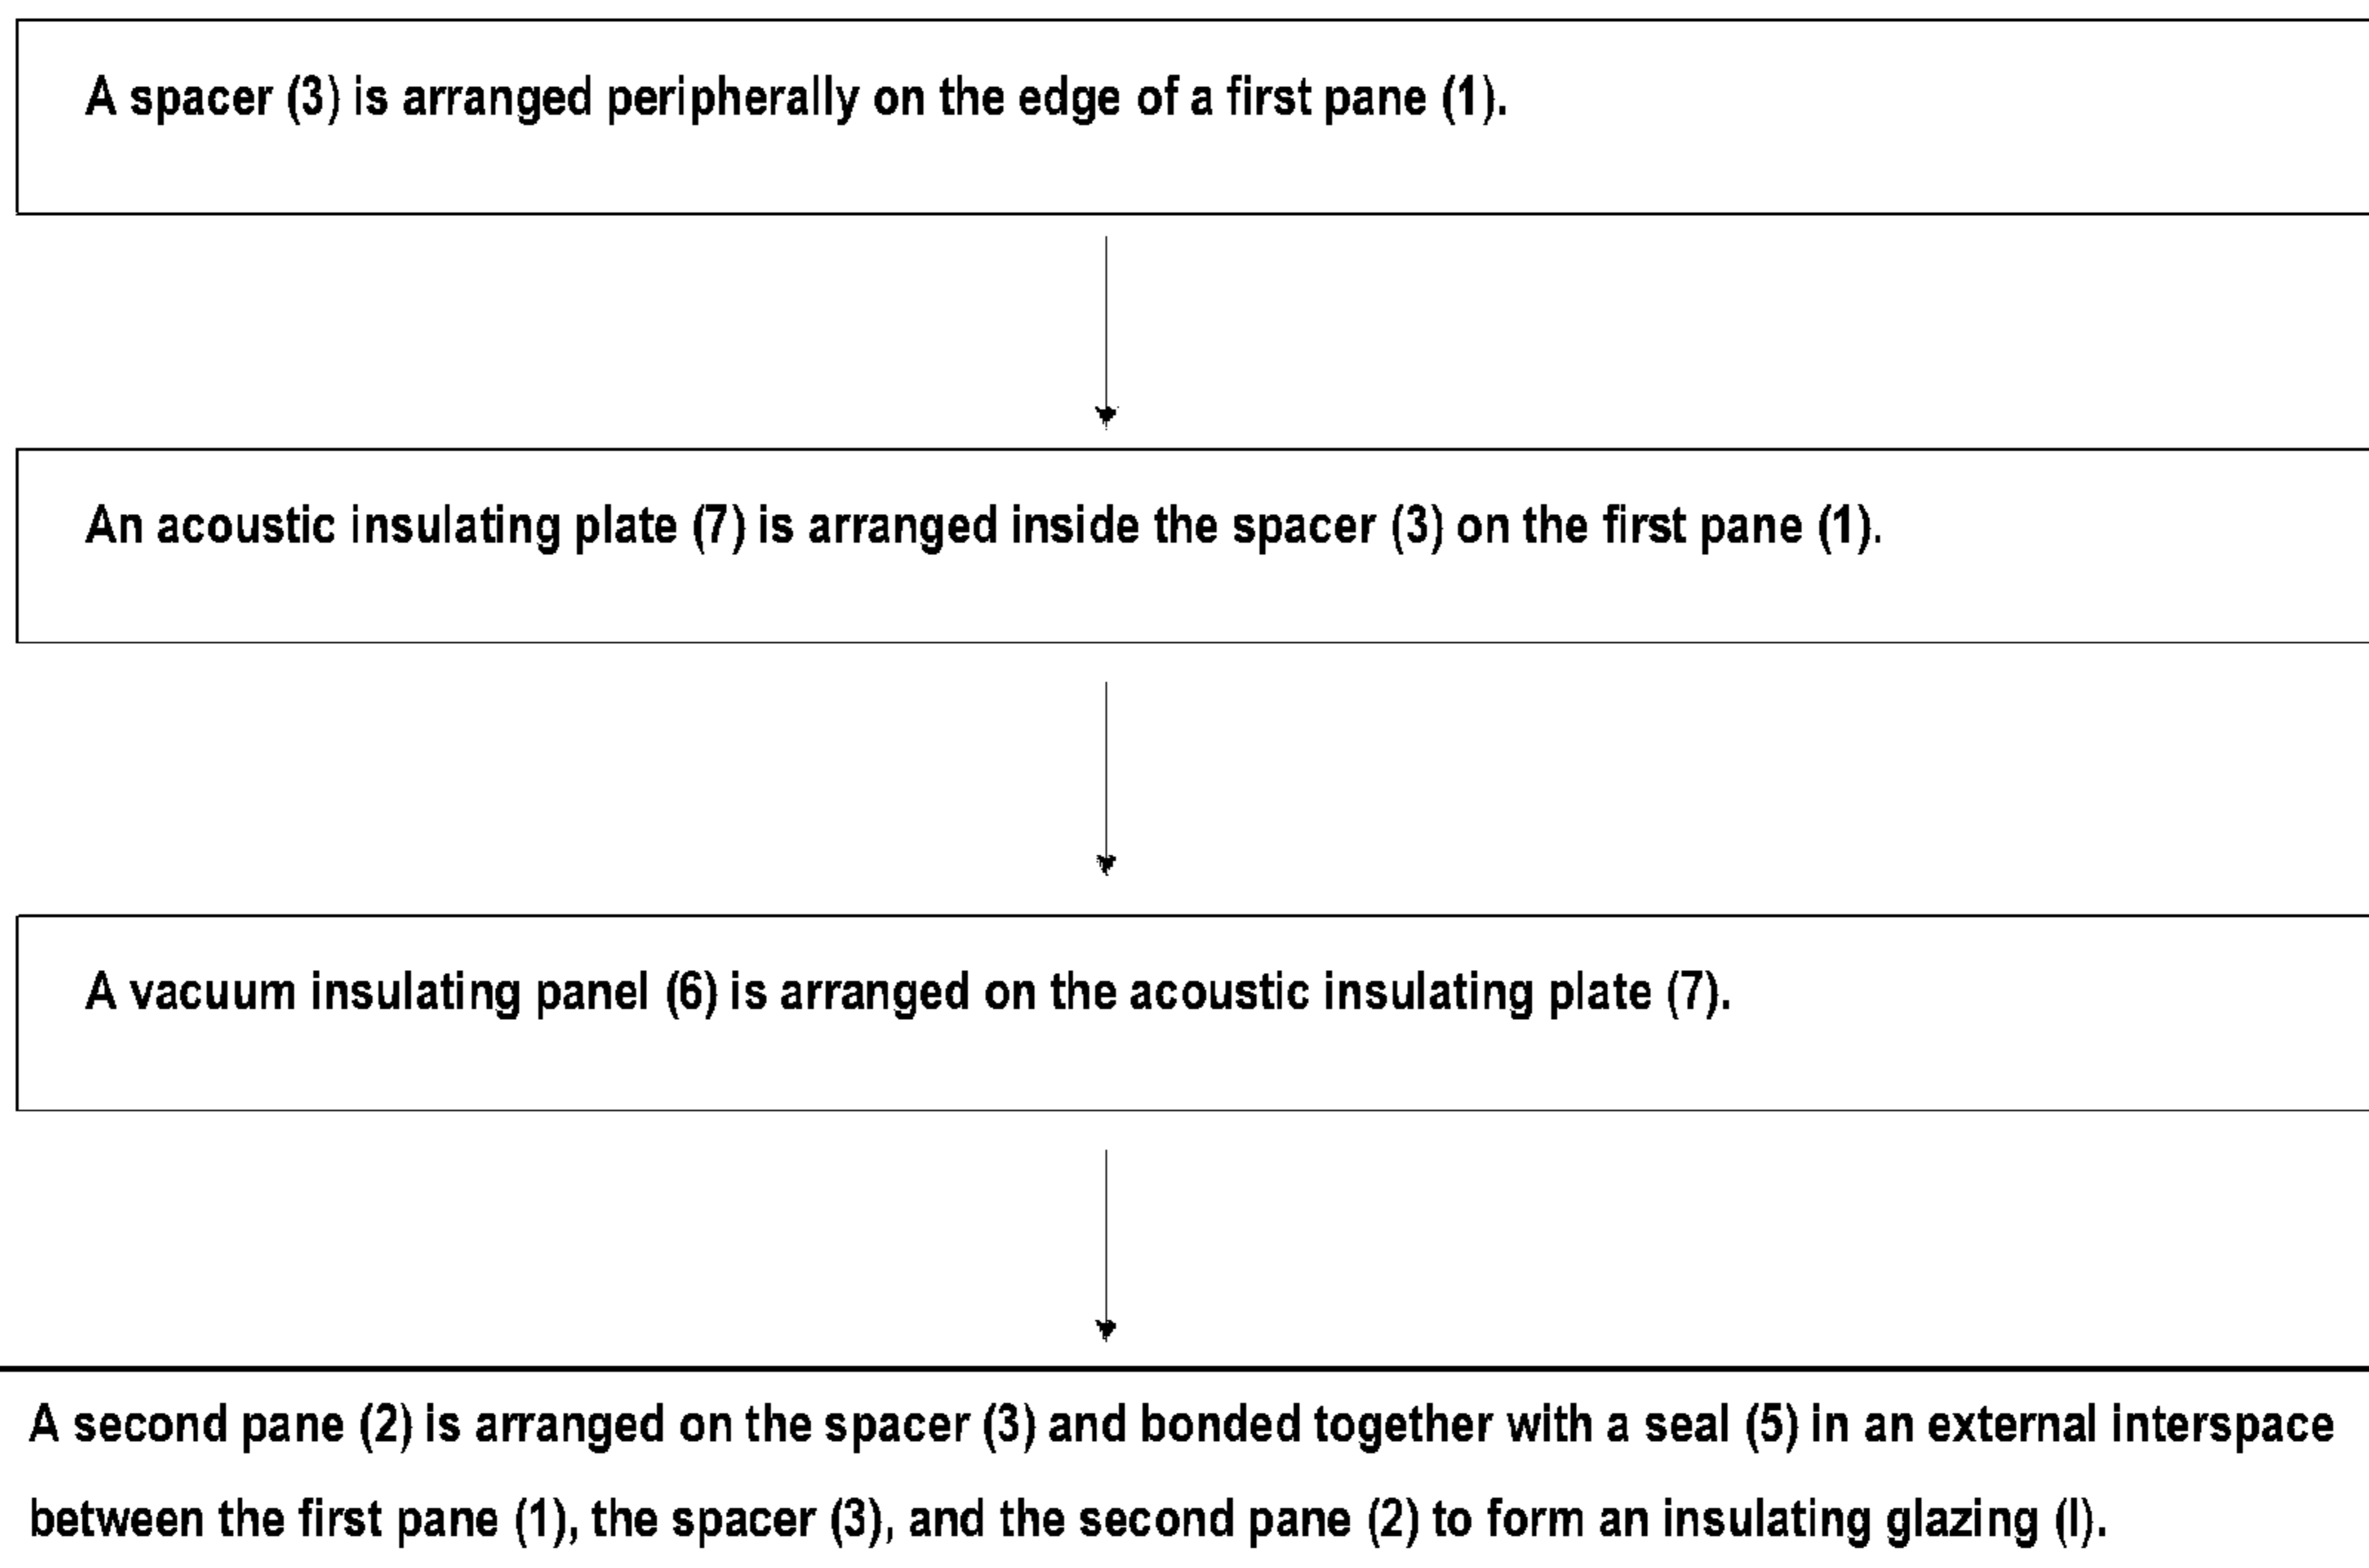 A spacer (3) is arranged peripherally on the edge of a first pane (1).
An acoustic insulating plate (7) is arranged inside the spacer (3) on the first pane (1).
A vacuum insulating panel (6) is arranged on the acoustic insulating plate (7).
A second pane (2) is arranged on the spacer (3) and bonded together with a seal (5) in an external interspace
between the first pane (1), the spacer (3), and the second pane (2) to form an insulating glazing (I).